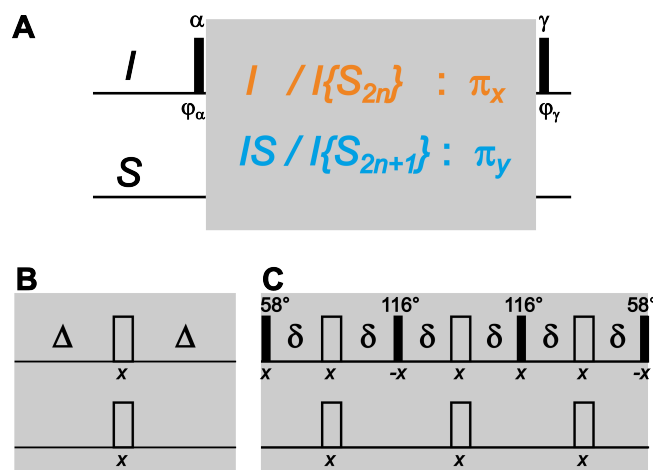 A
α γ
I I / I{S2n} : πx
φα φγ
IS / I{S2n+1} : πy
S
B C
58° 116° 116° 58°
Δ Δ δ δ δ δ δ δ
x x x -x x x x -x
x x x x